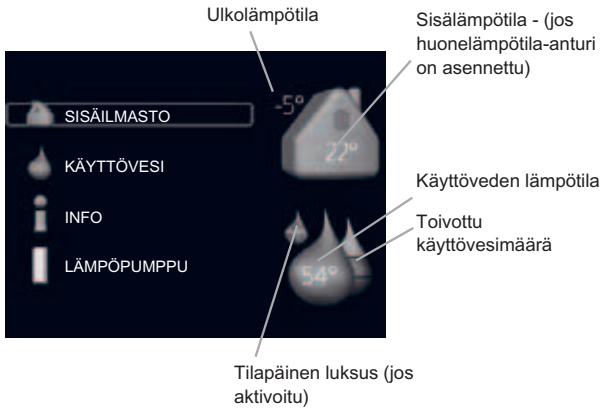 Ulkolämpötila
Sisälämpötila - (jos
huonelämpötila-anturi
on asennettu)
-5°
SISÄILMASTO
22°
KÄYTTÖVESI
Käyttöveden lämpötila
INFO
Toivottu
käyttövesimäärä
LÄMPÖPUMPPU
54°
Tilapäinen luksus (jos
aktivoitu)